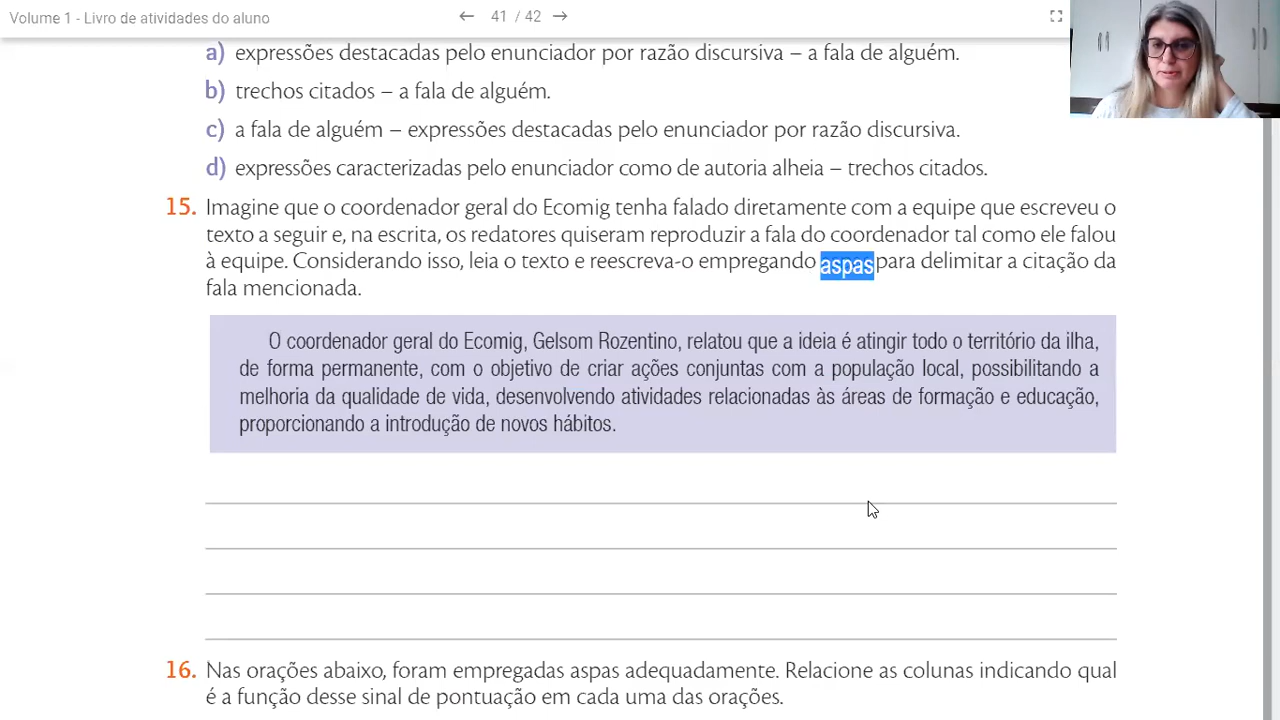 Volume 1 - Livro de atividades do aluno
41 / 42
a) expressões destacadas pelo enunciador por razão discursiva – a fala de alguém.
b) trechos citados – a fala de alguém.
c) a fala de alguém – expressões destacadas pelo enunciador por razão discursiva.
d) expressões caracterizadas pelo enunciador como de autoria alheia – trechos citados.
15. Imagine que o coordenador geral do Ecomig tenha falado diretamente com a equipe que escreveu o
texto a seguir e, na escrita, os redatores quiseram reproduzir a fala do coordenador tal como ele falou
à equipe. Considerando isso, leia o texto e reescreva-o empregando aspas para delimitar a citação da
fala mencionada.
O coordenador geral do Ecomig, Gelsom Rozentino, relatou que a ideia é atingir todo o território da ilha,
de forma permanente, com o objetivo de criar ações conjuntas com a população local, possibilitando a
melhoria da qualidade de vida, desenvolvendo atividades relacionadas às áreas de formação e educação,
proporcionando a introdução de novos hábitos.
16. Nas orações abaixo, foram empregadas aspas adequadamente. Relacione as colunas indicando qual
é a função desse sinal de pontuação em cada uma das orações.